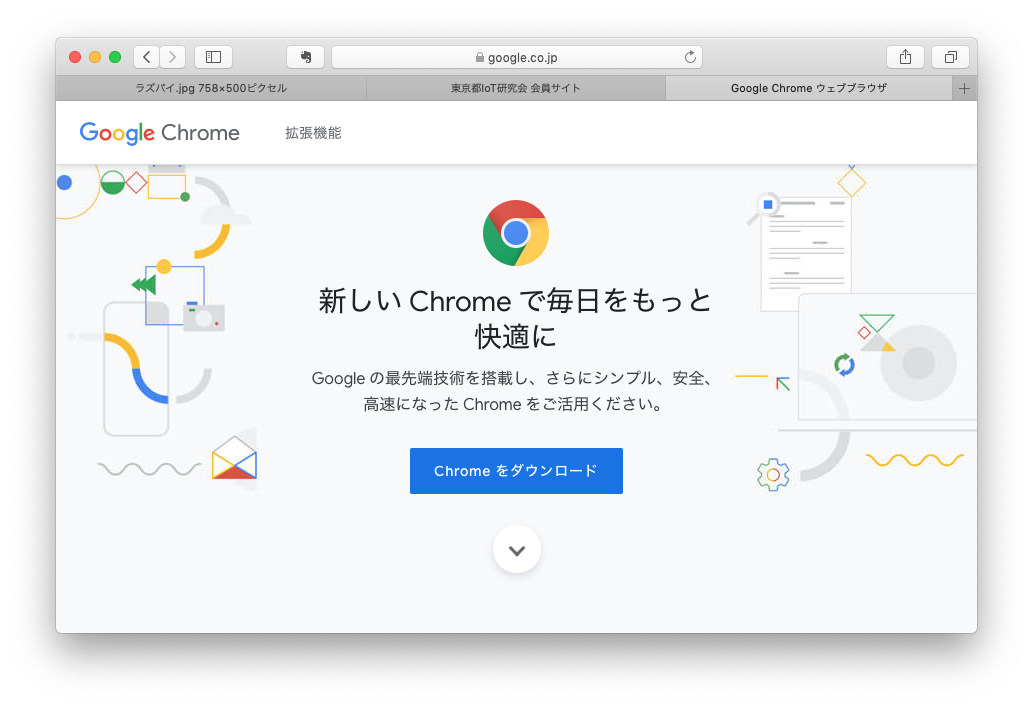 google.co.jp
ラズパイ.jpg 758×500ピクセル
東京都IoT研究会 会員サイト
Google Chrome ウェブブラウザ
Google Chrome
拡張機能
新しい Chrome で毎日をもっと
快適に
Google の最先端技術を搭載し、さらにシンプル、安全、
高速になった Chrome をご活用ください。
Chrome をダウンロード